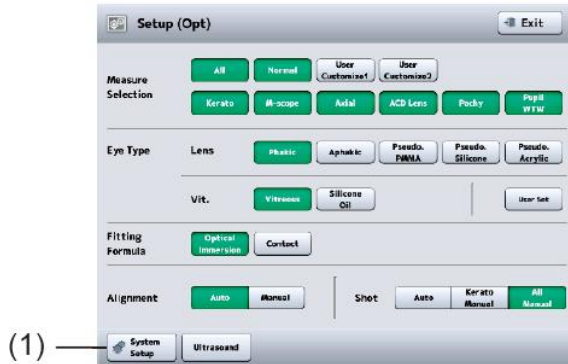 Setup (Opt)
Exit
Measure
Selection
All
Normal
User
Customize1
User
Customize2
Kerato
M-scope
Axial
ACD Lens
Pachy
Pupil
WTW
Eye Type
Lens
Phakic
Aphakic
Pseudo.
PMMA
Pseudo.
Silicone
Pseudo.
Acrylic
Vit.
Vitreous
Silicone
Oil
User Set
Fitting
Formula
Optical
Immersion
Contact
Alignment
Auto
Manual
Shot
Auto
Kerato
Manual
All
Manual
(1)
System
Setup
Ultrasound